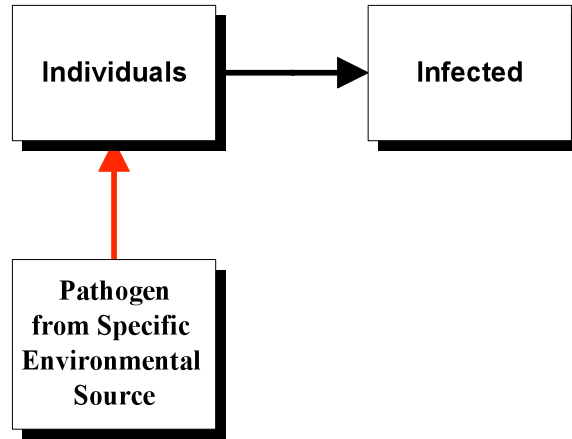 Individuals
Infected
Pathogen
from Specific
Environmental
Source